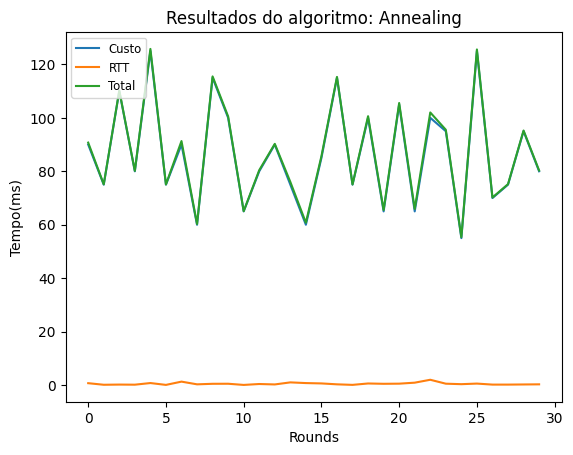 Resultados do algoritmo: Annealing
Custo
RTT
Total
Tempo(ms)
120
100
80
60
40
20
0
0 5 10 15 20 25 30
Rounds